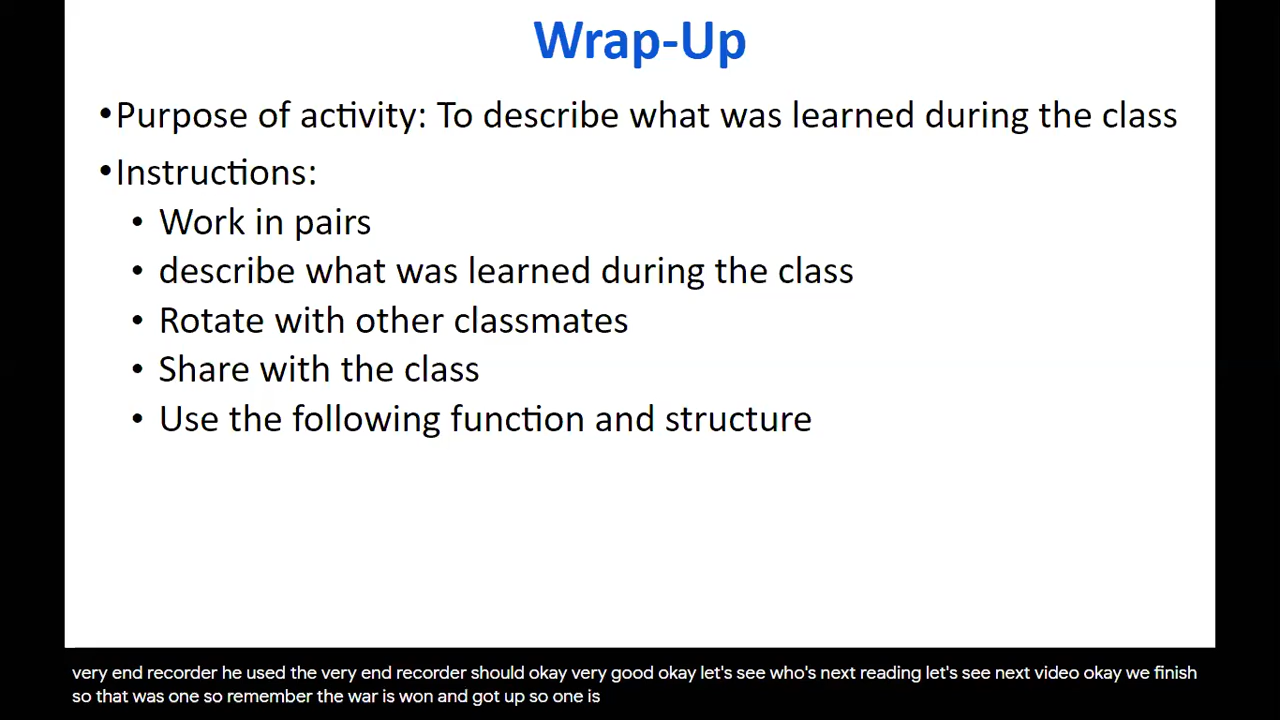 Wrap-Up
•Purpose of activity: To describe what was learned during the class
•Instructions:
• Work in pairs
• describe what was learned during the class
• Rotate with other classmates
• Share with the class
• Use the following function and structure
very end recorder he used the very end recorder should okay very good okay let's see who's next reading let's see next video okay we finish
so that was one so remember the war is won and got up so one is